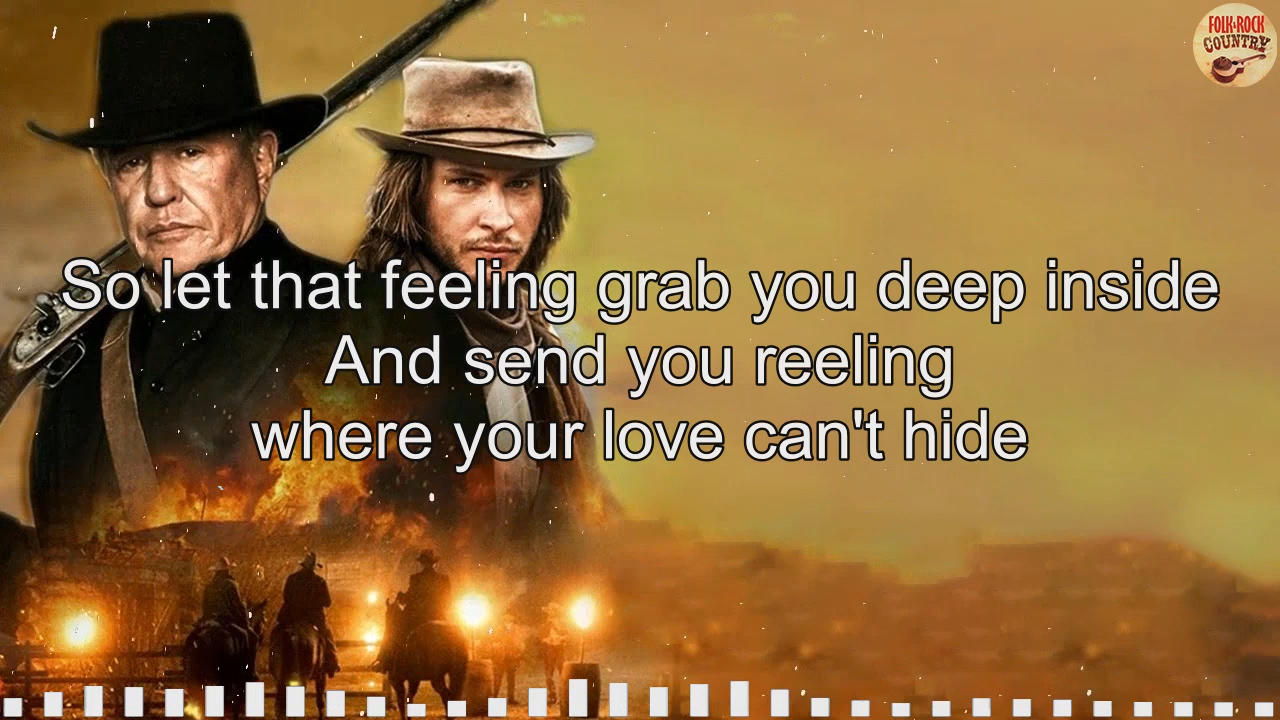 FOLK & ROCK
COUNTRY
So let that feeling grab you deep inside
And send you reeling
where your love can't hide